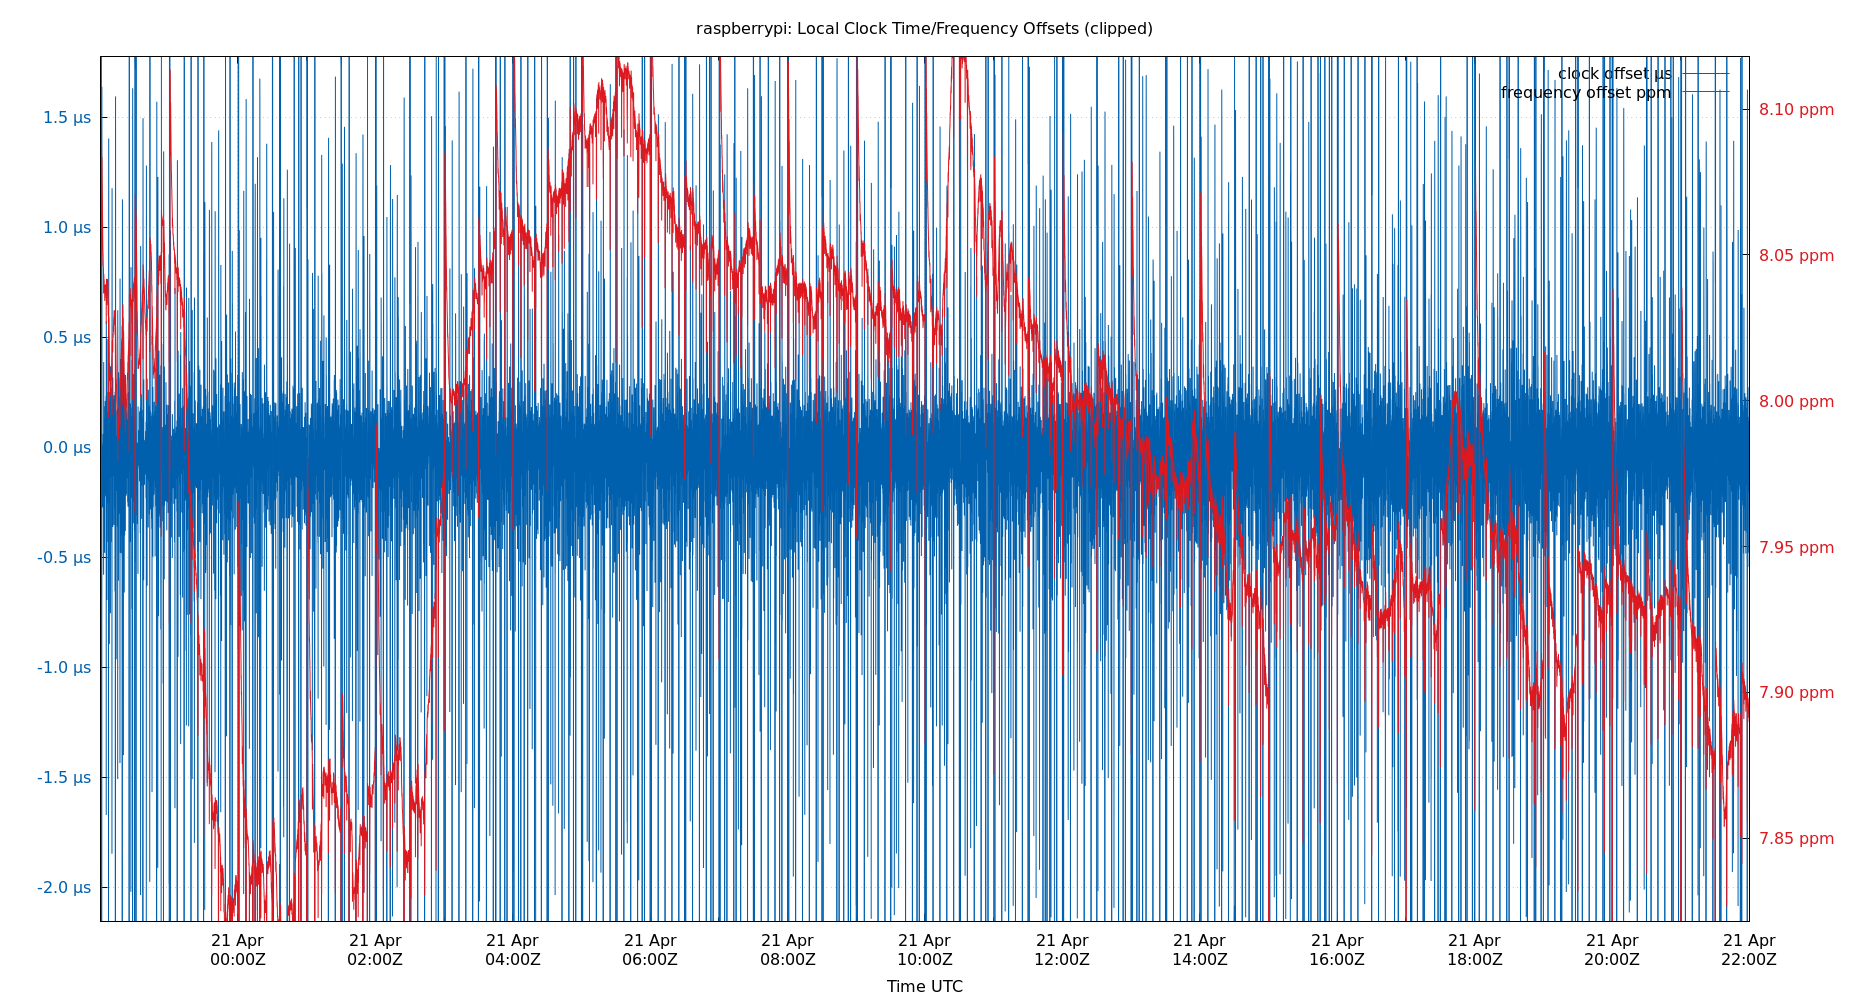 raspberrypi: Local Clock Time/Frequency Offsets (clipped)
clock offset µs
frequency offset ppm
1.5 µs
1.0 µs
0.5 µs
0.0 µs
-0.5 µs
-1.0 µs
-1.5 µs
-2.0 µs
8.10 ppm
8.05 ppm
8.00 ppm
7.95 ppm
7.90 ppm
7.85 ppm
21 Apr 21 Apr 21 Apr 21 Apr 21 Apr 21 Apr 21 Apr 21 Apr 21 Apr 21 Apr 21 Apr 21 Apr
00:00Z 02:00Z 04:00Z 06:00Z 08:00Z 10:00Z 12:00Z 14:00Z 16:00Z 18:00Z 20:00Z 22:00Z
Time UTC